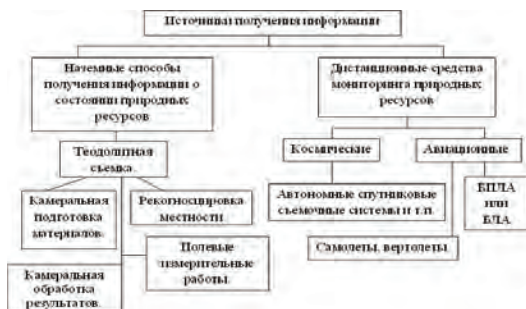 Источники получения информации
Наземные способы
получения информации о
состоянии природных
ресурсов
Дистанционные средства
мониторинга природных
ресурсов
Теодолитная
съемка.
Космические
Авиационные
Камеральная
подготовка
материалов.
Рекогносцировка
местности
Автономные спутниковые
съемочные системы и т.п.
БПЛА
или
БЛА.
Полевые
измерительные
работы.
Самолеты, вертолеты.
Камеральная
обработка
результатов.